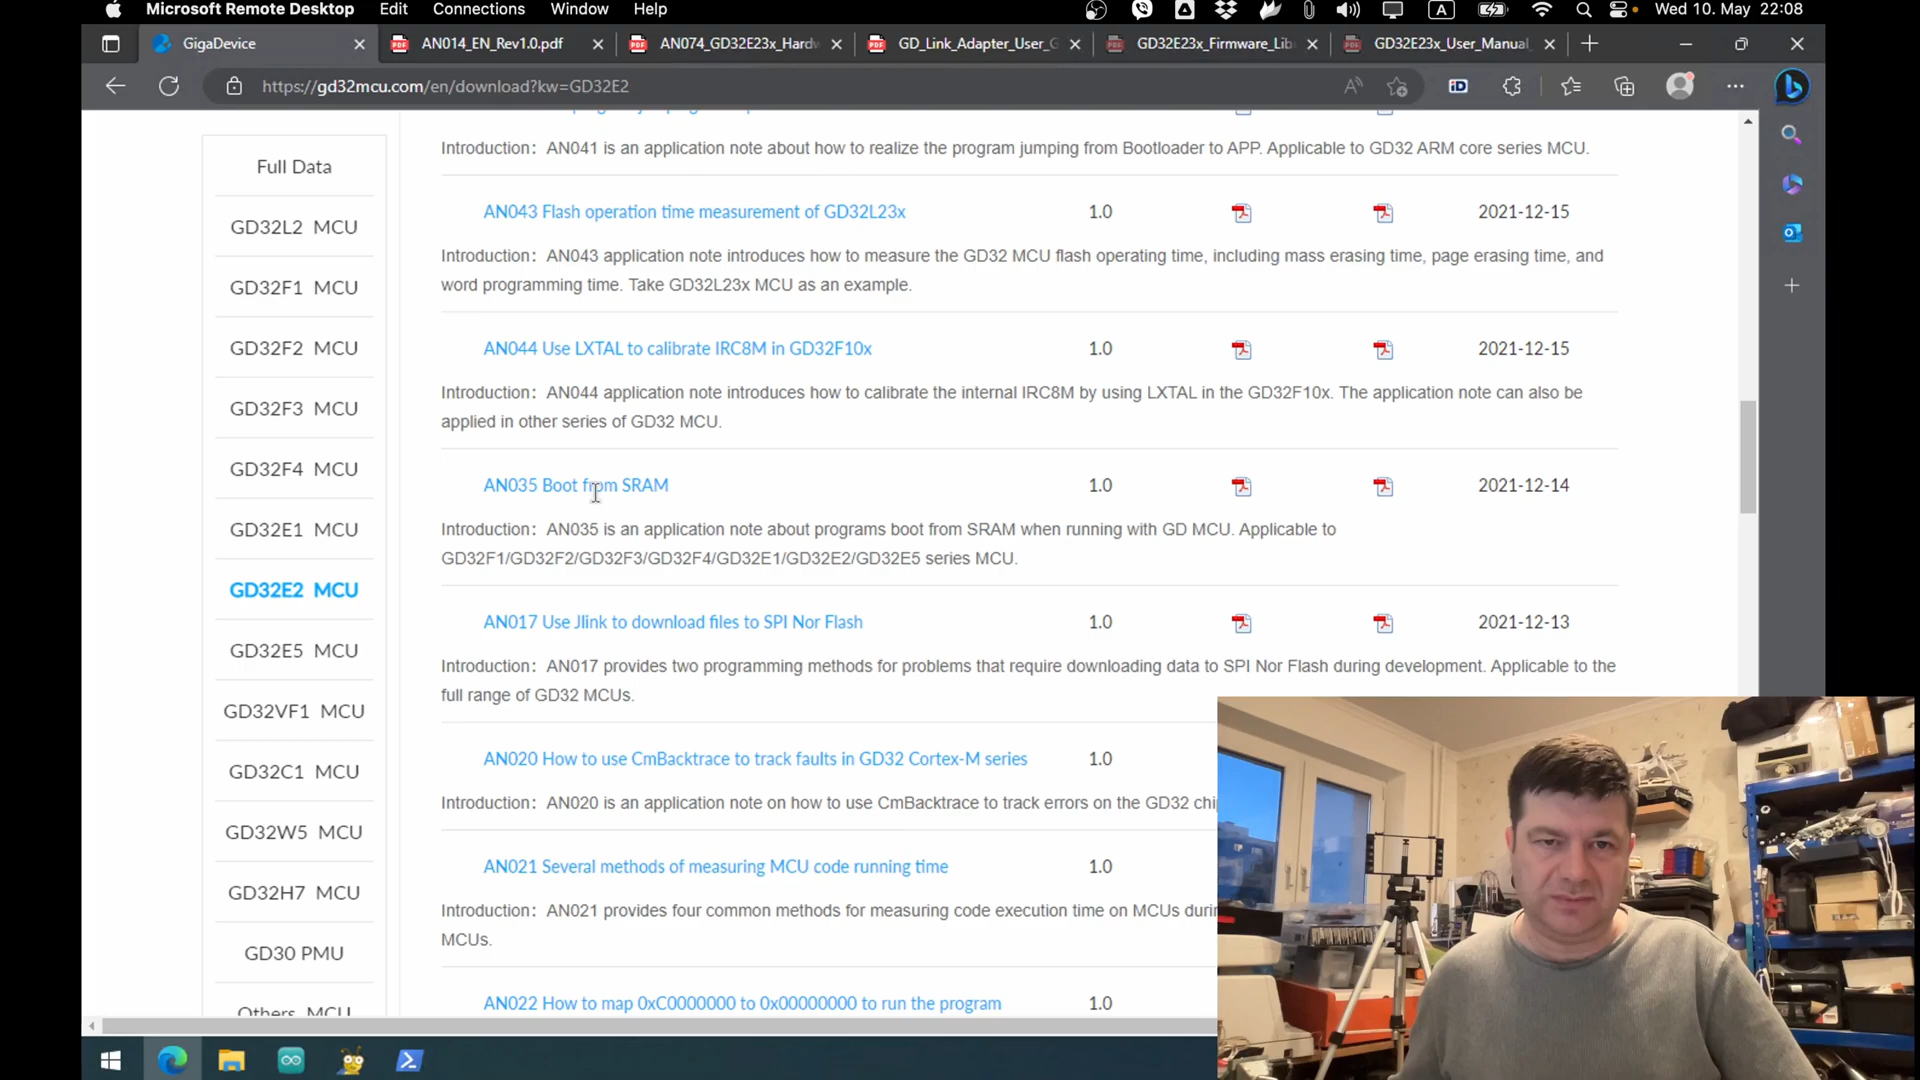 Microsoft Remote Desktop Edit Connections Window Help
A
Wed 10. May 22:08
GigaDevice
AN014_EN_Rev1.0.pdf
AN074_GD32E23x_Hardw
GD_Link_Adapter_User_G
GD32E23x_Firmware_Lib
GD32E23x_User_Manual
https://gd32mcu.com/en/download?kw=GD32E2
Full Data
GD32L2 MCU
GD32F1 MCU
GD32F2 MCU
GD32F3 MCU
GD32F4 MCU
GD32E1 MCU
GD32E2 MCU
GD32E5 MCU
GD32VF1 MCU
GD32C1 MCU
GD32W5 MCU
GD32H7 MCU
GD30 PMU
Others MCU
Introduction：AN041 is an application note about how to realize the program jumping from Bootloader to APP. Applicable to GD32 ARM core series MCU.
AN043 Flash operation time measurement of GD32L23x 1.0 2021-12-15
Introduction：AN043 application note introduces how to measure the GD32 MCU flash operating time, including mass erasing time, page erasing time, and
word programming time. Take GD32L23x MCU as an example.
AN044 Use LXTAL to calibrate IRC8M in GD32F10x 1.0 2021-12-15
Introduction：AN044 application note introduces how to calibrate the internal IRC8M by using LXTAL in the GD32F10x. The application note can also be
applied in other series of GD32 MCU.
AN035 Boot from SRAM 1.0 2021-12-14
Introduction：AN035 is an application note about programs boot from SRAM when running with GD MCU. Applicable to
GD32F1/GD32F2/GD32F3/GD32F4/GD32E1/GD32E2/GD32E5 series MCU.
AN017 Use Jlink to download files to SPI Nor Flash 1.0 2021-12-13
Introduction：AN017 provides two programming methods for problems that require downloading data to SPI Nor Flash during development. Applicable to the
full range of GD32 MCUs.
AN020 How to use CmBacktrace to track faults in GD32 Cortex-M series 1.0
Introduction：AN020 is an application note on how to use CmBacktrace to track errors on the GD32 chi
AN021 Several methods of measuring MCU code running time 1.0
Introduction：AN021 provides four common methods for measuring code execution time on MCUs duri
MCUs.
AN022 How to map 0xC0000000 to 0x00000000 to run the program 1.0